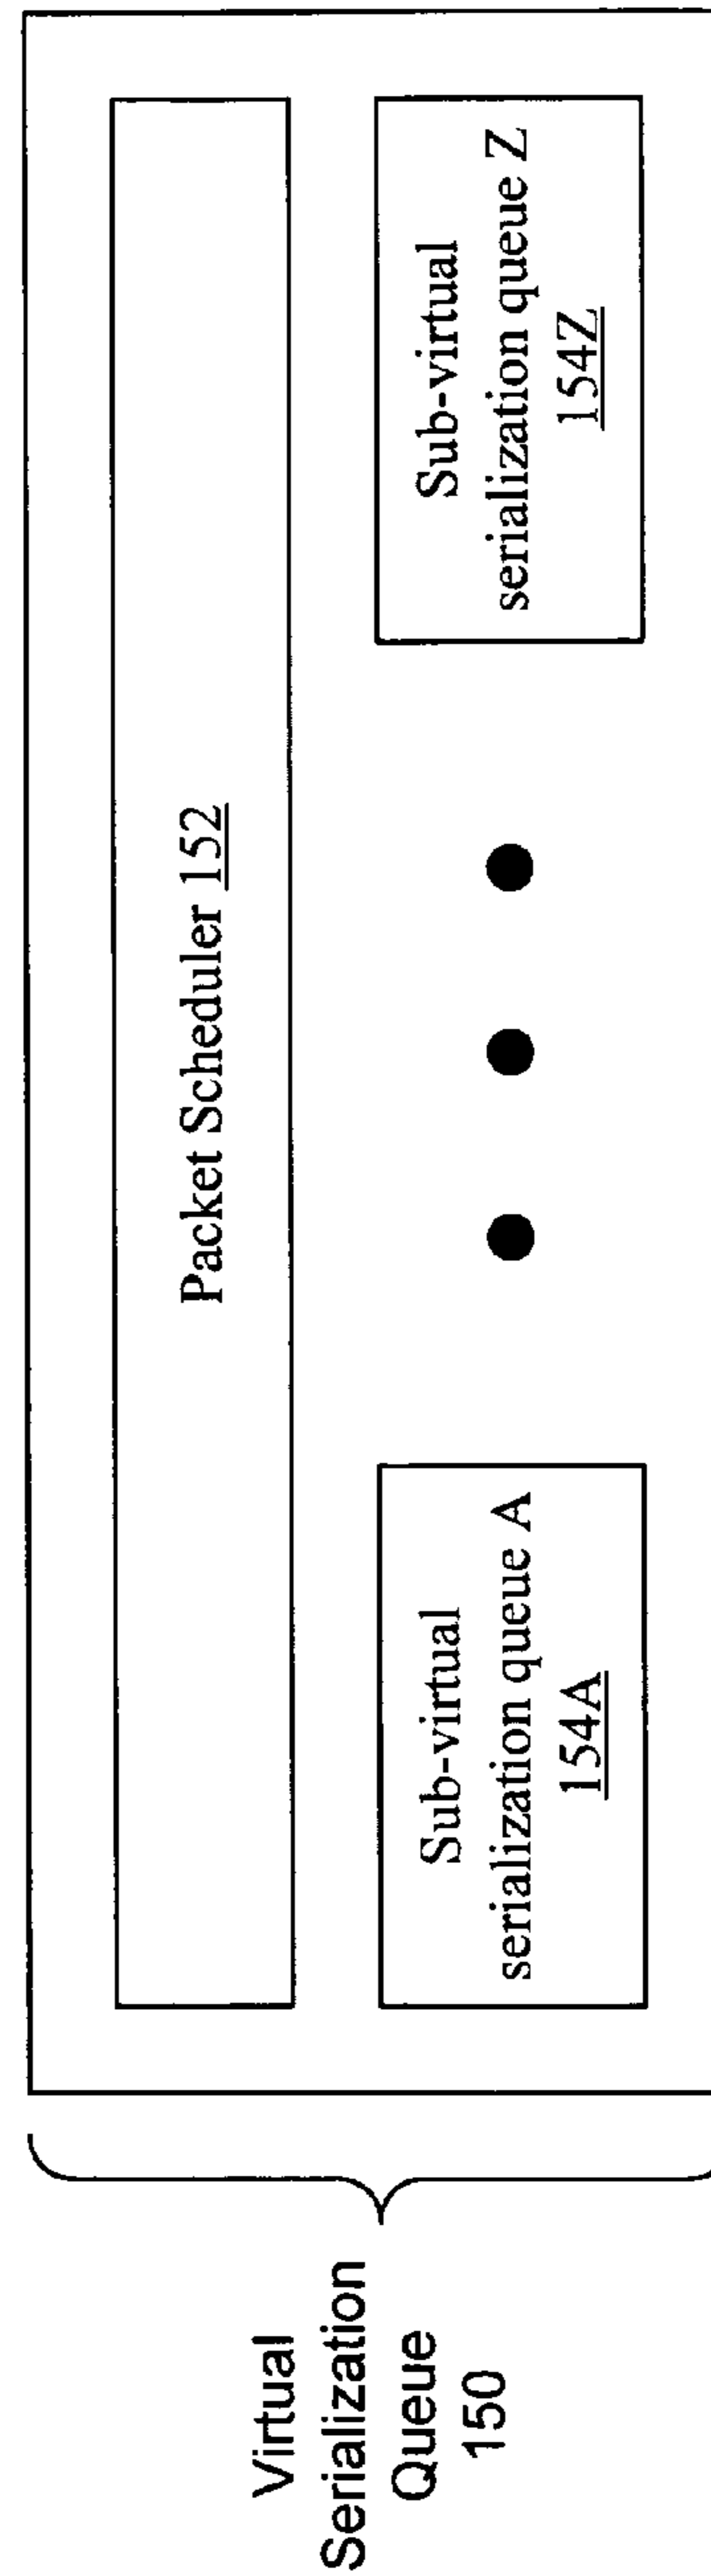 Virtual
Serialization
Queue
150
Packet Scheduler 152
Sub-virtual
serialization queue A
154A
Sub-virtual
serialization queue Z
154Z